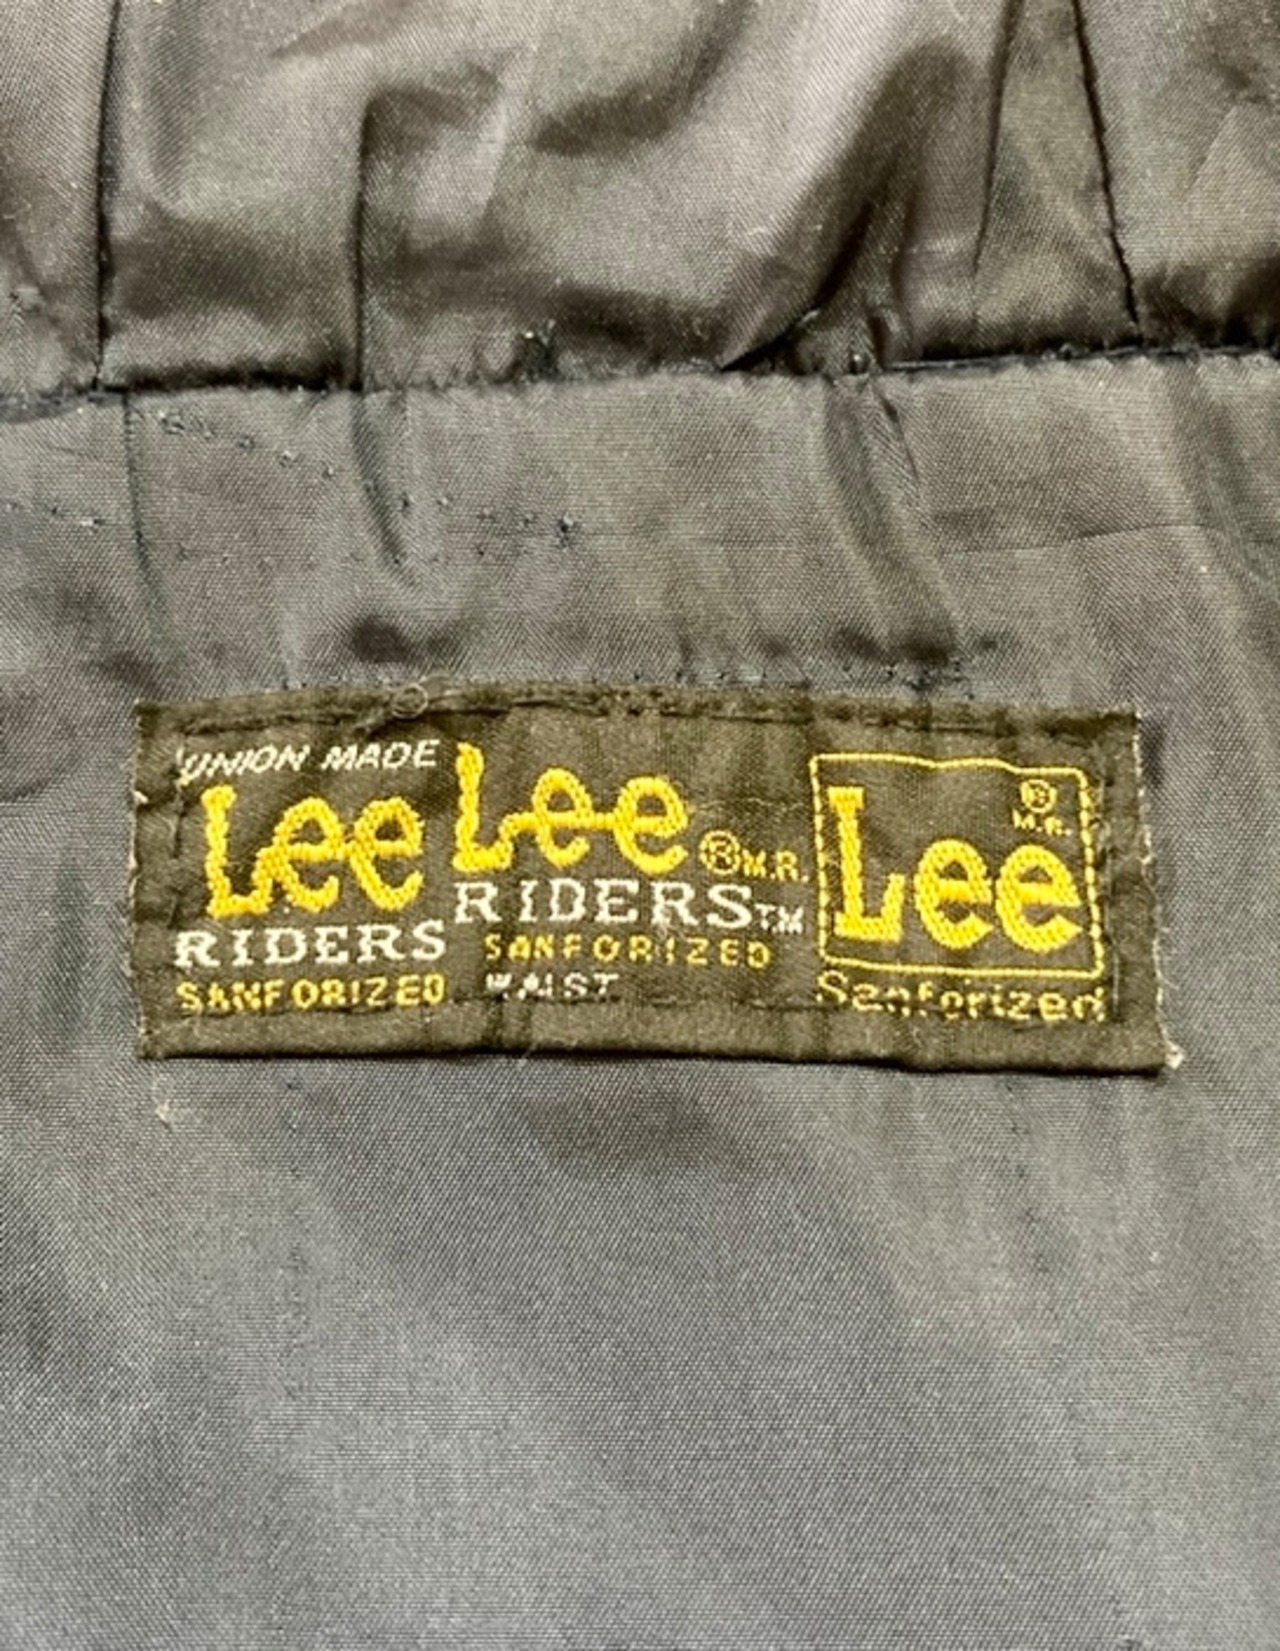 UNION MADE
Lee
RIDERS
SANFORIZED
Lee ® M.R.
RIDERS TM
SANFORIZED
WAIST
® M.R.
Lee
Sanforized